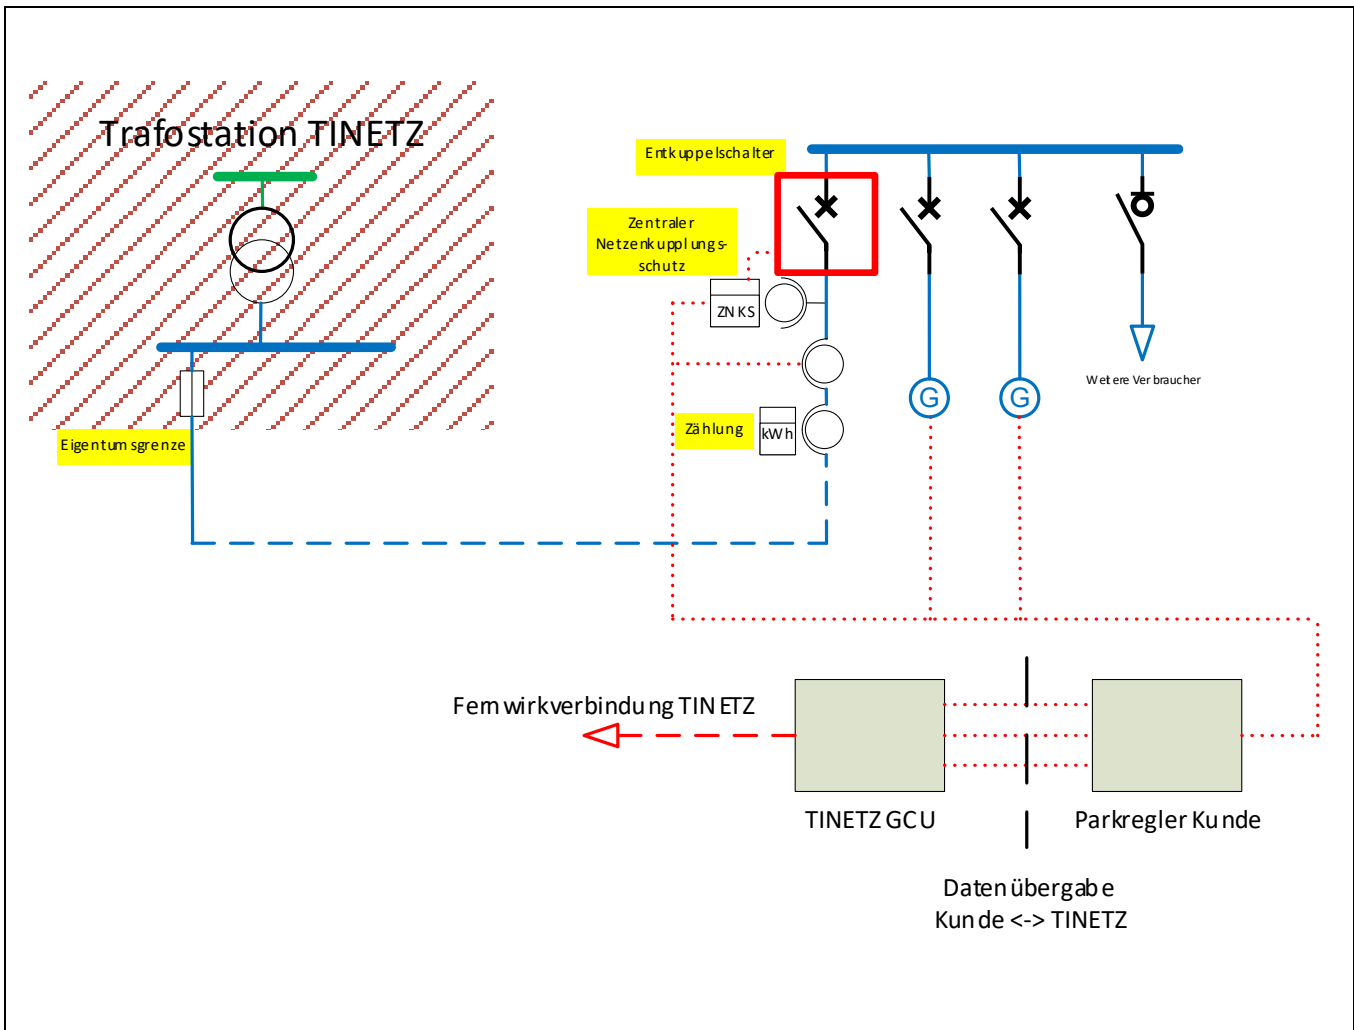 Trafostation TINETZ
Entkuppelschalter
Zentraler
Netzenkupplungs-
schutz
ZNKS
Zählung
kWh
G
G
Weitere Verbraucher
Eigentumsgrenze
Fernwirkverbindung TINETZ
TINETZ GCU
Parkregler Kunde
Datenübergabe
Kunde <-> TINETZ